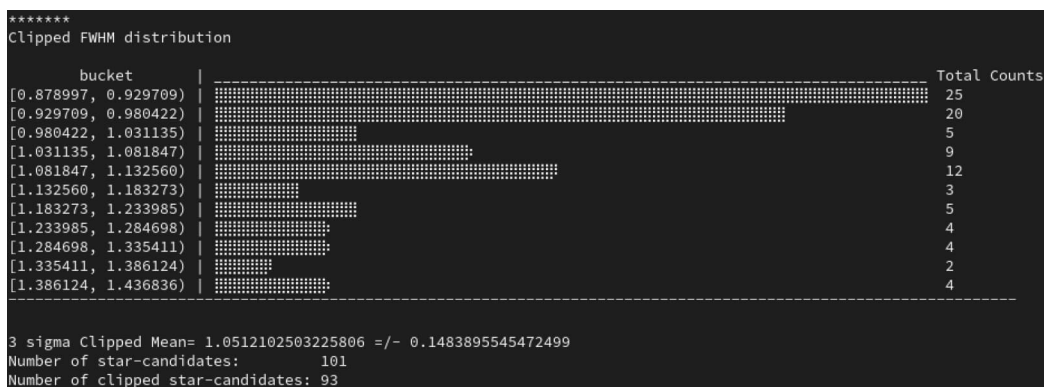 *******
Clipped FWHM distribution
bucket | ________________________________________________________________________________ Total Counts
[0.878997, 0.929709) | 25
[0.929709, 0.980422) | 20
[0.980422, 1.031135) | 5
[1.031135, 1.081847) | 9
[1.081847, 1.132560) | 12
[1.132560, 1.183273) | 3
[1.183273, 1.233985) | 5
[1.233985, 1.284698) | 4
[1.284698, 1.335411) | 4
[1.335411, 1.386124) | 2
[1.386124, 1.436836) | 4
3 sigma Clipped Mean= 1.0512102503225806 =/- 0.1483895545472499
Number of star-candidates: 101
Number of clipped star-candidates: 93